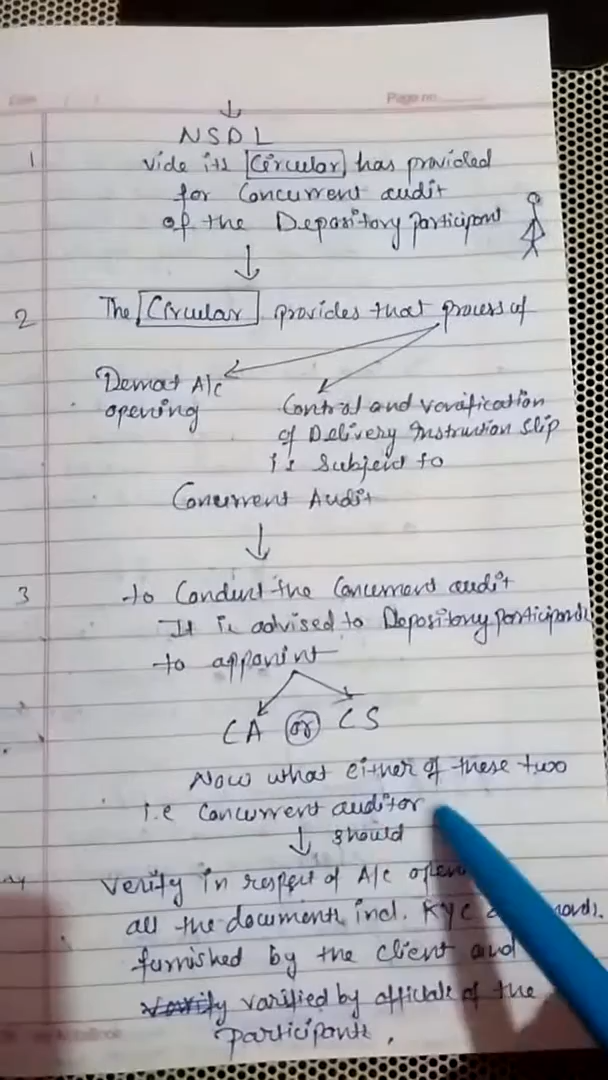 Page no.
NSDL
1 vide its Circular has provided
for Concurrent audit
of the Depository participant
2 The Circular provides that process of
Demat A/c
opening
Control and verification
of Delivery Instruction Slip
is Subject to
Concurrent Audit
3 to Conduct the Concurrent audit
It is advised to Depository participants
to appoint
CA or CS
Now what either of these two
i.e Concurrent auditor
should
Verify in respect of A/c
all the documents incl. KYC
furnished by the client and
varified by officials of the
participants.